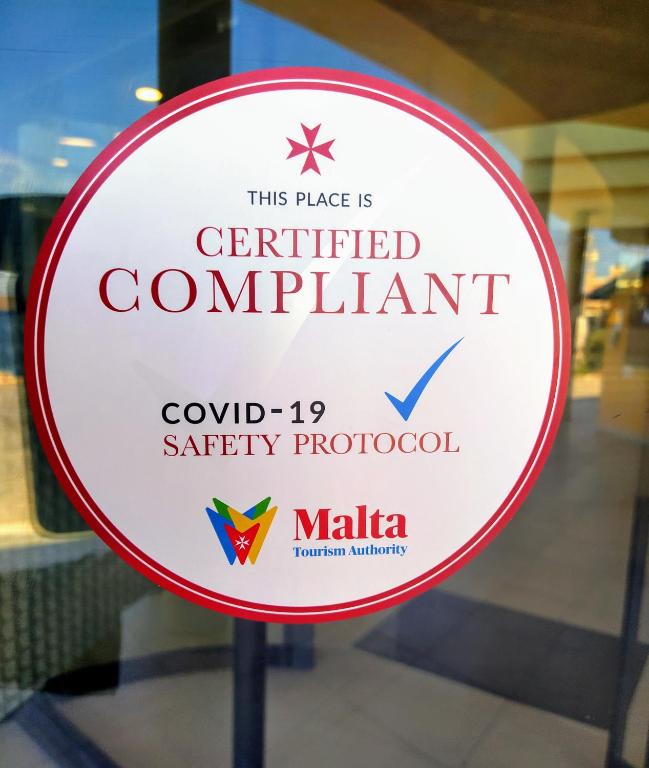 THIS PLACE IS
CERTIFIED
COMPLIANT
COVID-19
SAFETY PROTOCOL
Malta
Tourism Authority